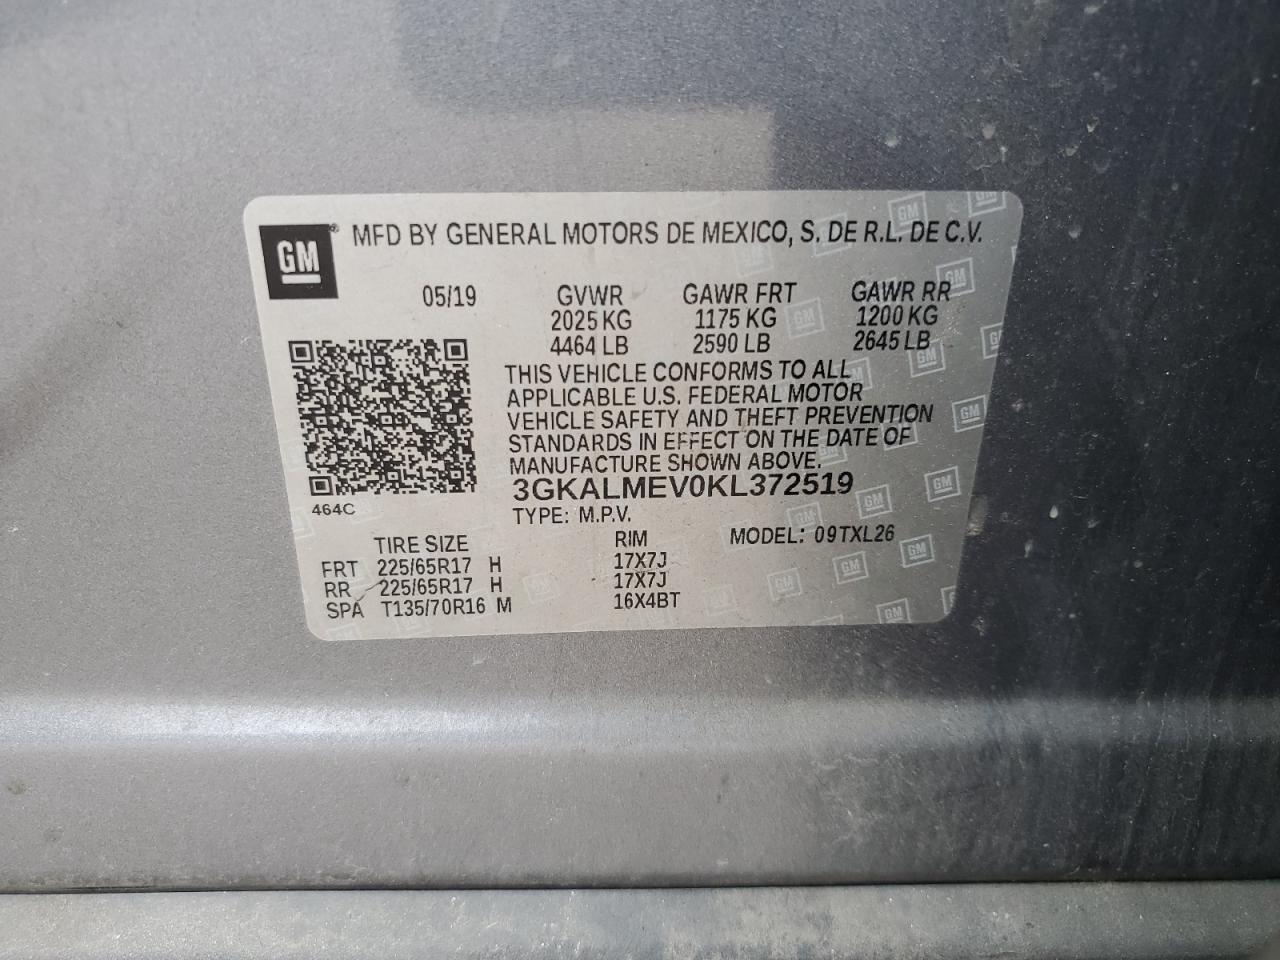 GM
MFD BY GENERAL MOTORS DE MEXICO, S. DE R.L. DE C.V.
05/19 GVWR GAWR FRT GAWR RR
2025 KG 1175 KG 1200 KG
4464 LB 2590 LB 2645 LB
THIS VEHICLE CONFORMS TO ALL
APPLICABLE U.S. FEDERAL MOTOR
VEHICLE SAFETY AND THEFT PREVENTION
STANDARDS IN EFFECT ON THE DATE OF
MANUFACTURE SHOWN ABOVE.
3GKALMEV0KL372519
464C
TYPE: M.P.V.
TIRE SIZE RIM MODEL: 09TXL26
FRT 225/65R17 H 17X7J
RR 225/65R17 H 17X7J
SPA T135/70R16 M 16X4BT